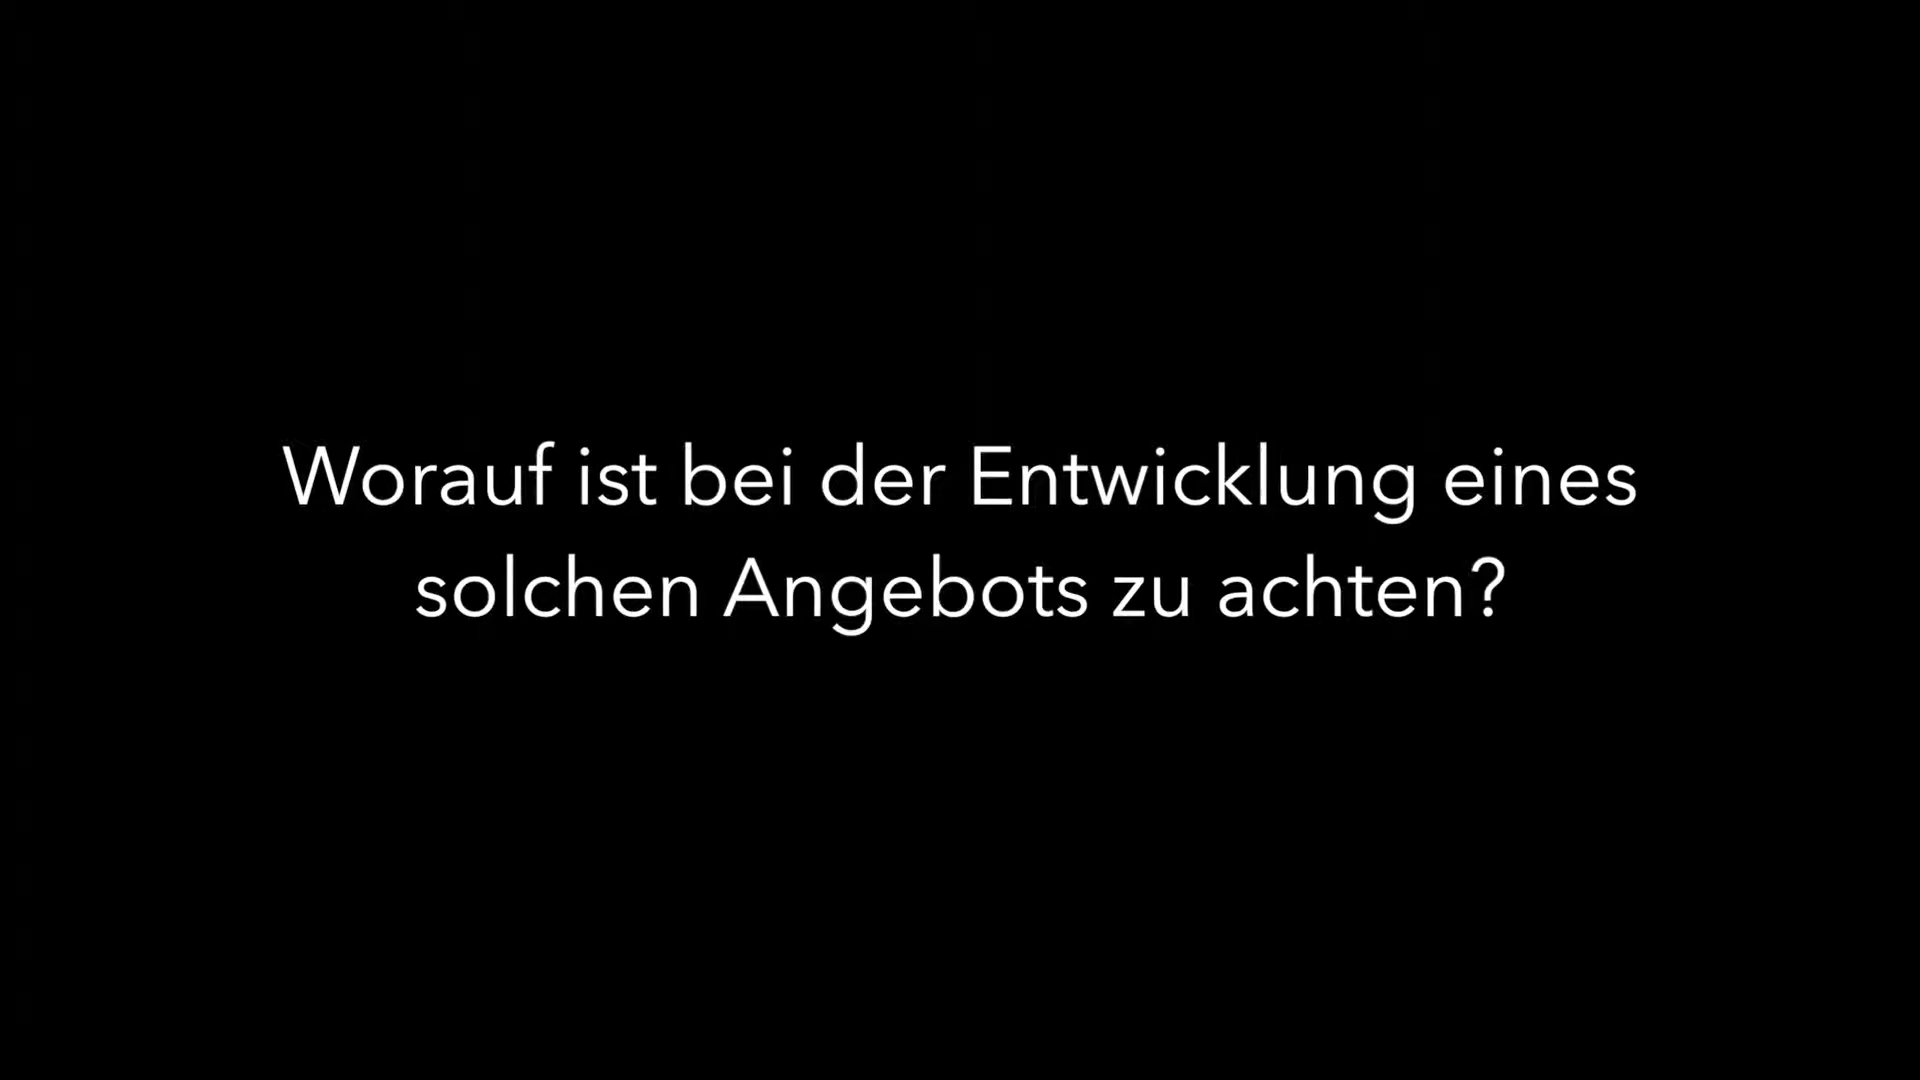 Worauf ist bei der Entwicklung eines
solchen Angebots zu achten?